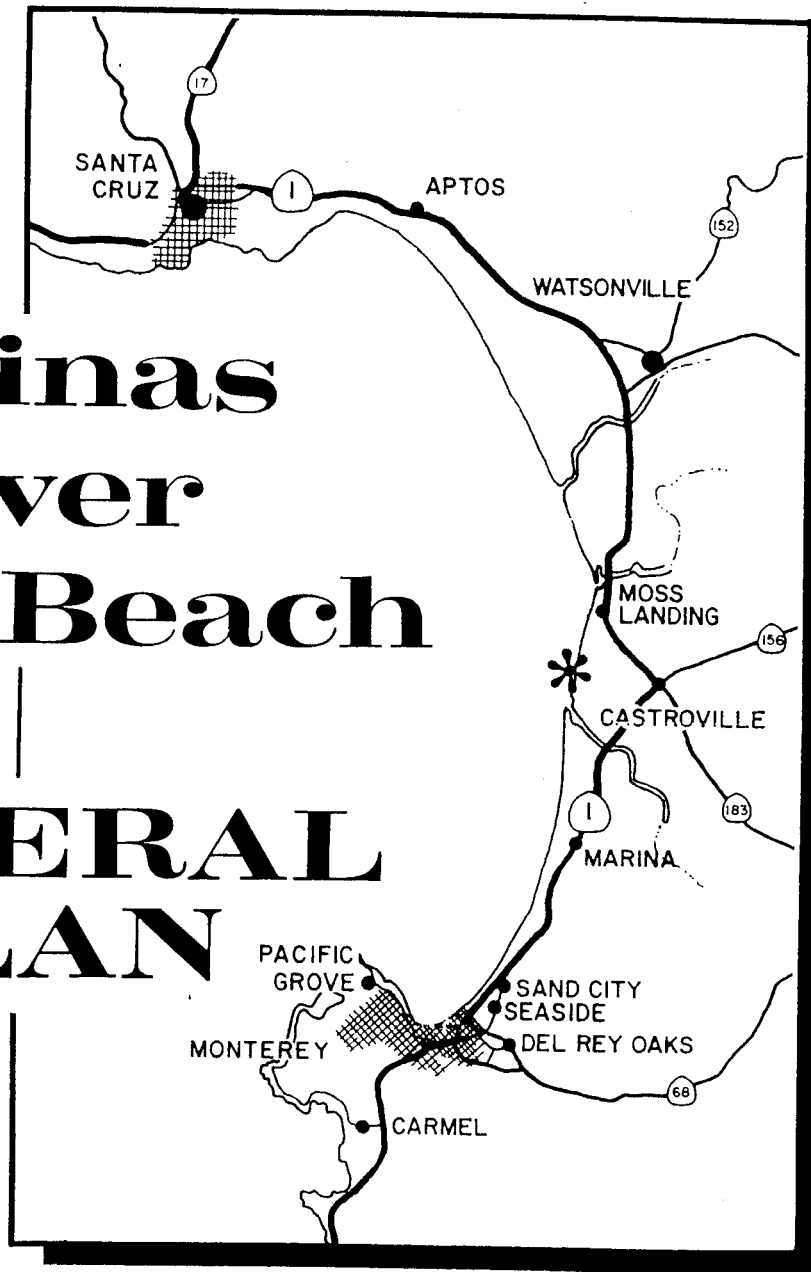 17
SANTA
CRUZ
1
APTOS
152
WATSONVILLE
inas
ver
Beach
MOSS
LANDING
156
CASTROVILLE
183
1
MARINA
ERAL
LAN
PACIFIC
GROVE
SAND CITY
SEASIDE
MONTEREY
DEL REY OAKS
68
CARMEL